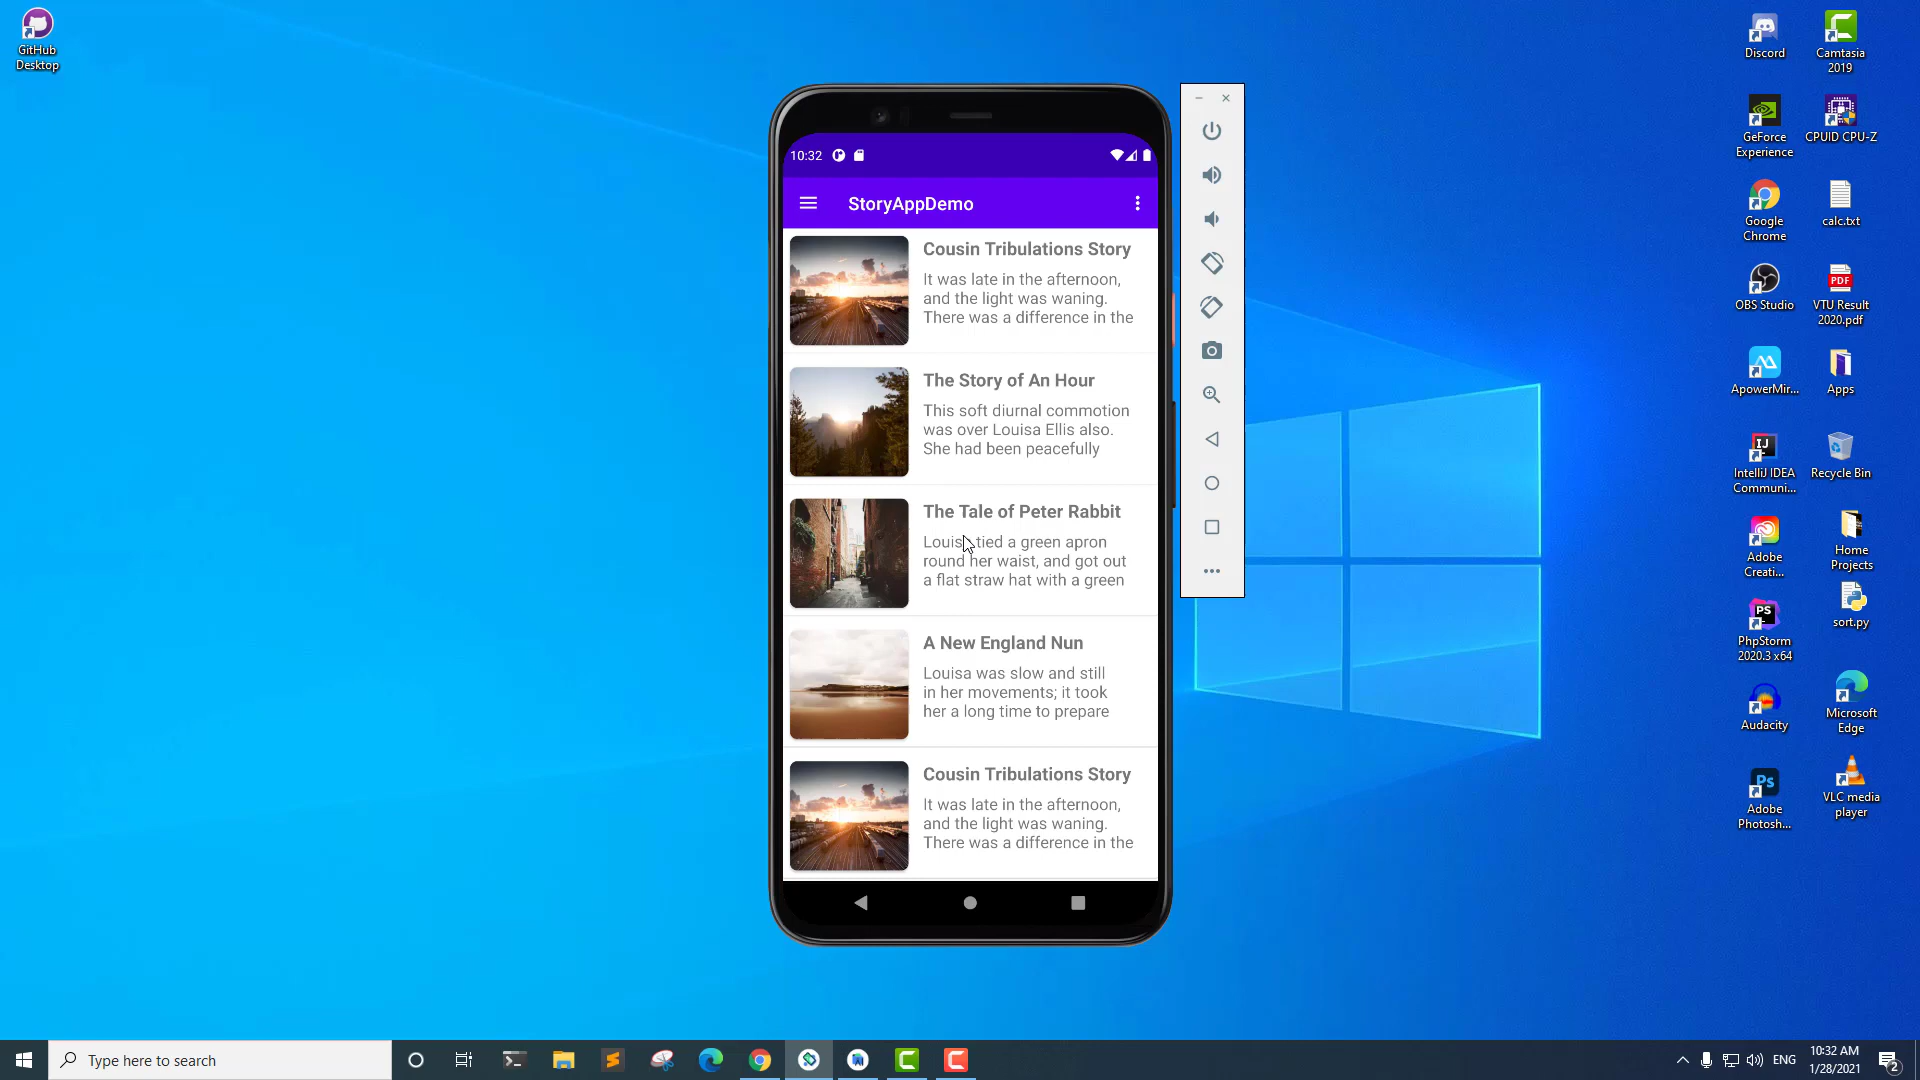 GitHub
Desktop
10:32
StoryAppDemo
Cousin Tribulations Story
It was late in the afternoon,
and the light was waning.
There was a difference in the
The Story of An Hour
This soft diurnal commotion
was over Louisa Ellis also.
She had been peacefully
The Tale of Peter Rabbit
Louisa tied a green apron
round her waist, and got out
a flat straw hat with a green
A New England Nun
Louisa was slow and still
in her movements; it took
her a long time to prepare
Cousin Tribulations Story
It was late in the afternoon,
and the light was waning.
There was a difference in the
Discord
Camtasia
2019
GeForce
Experience
CPUID CPU-Z
Google
Chrome
calc.txt
OBS Studio
PDF
VTU Result
2020.pdf
ApowerMir...
Apps
IJ
IntelliJ IDEA
Communi...
Recycle Bin
Adobe
Creati...
Home
Projects
PS
PhpStorm
2020.3 x64
sort.py
Audacity
Microsoft
Edge
Ps
Adobe
Photosh...
VLC media
player
Type here to search
ENG
10:32 AM
1/28/2021
2